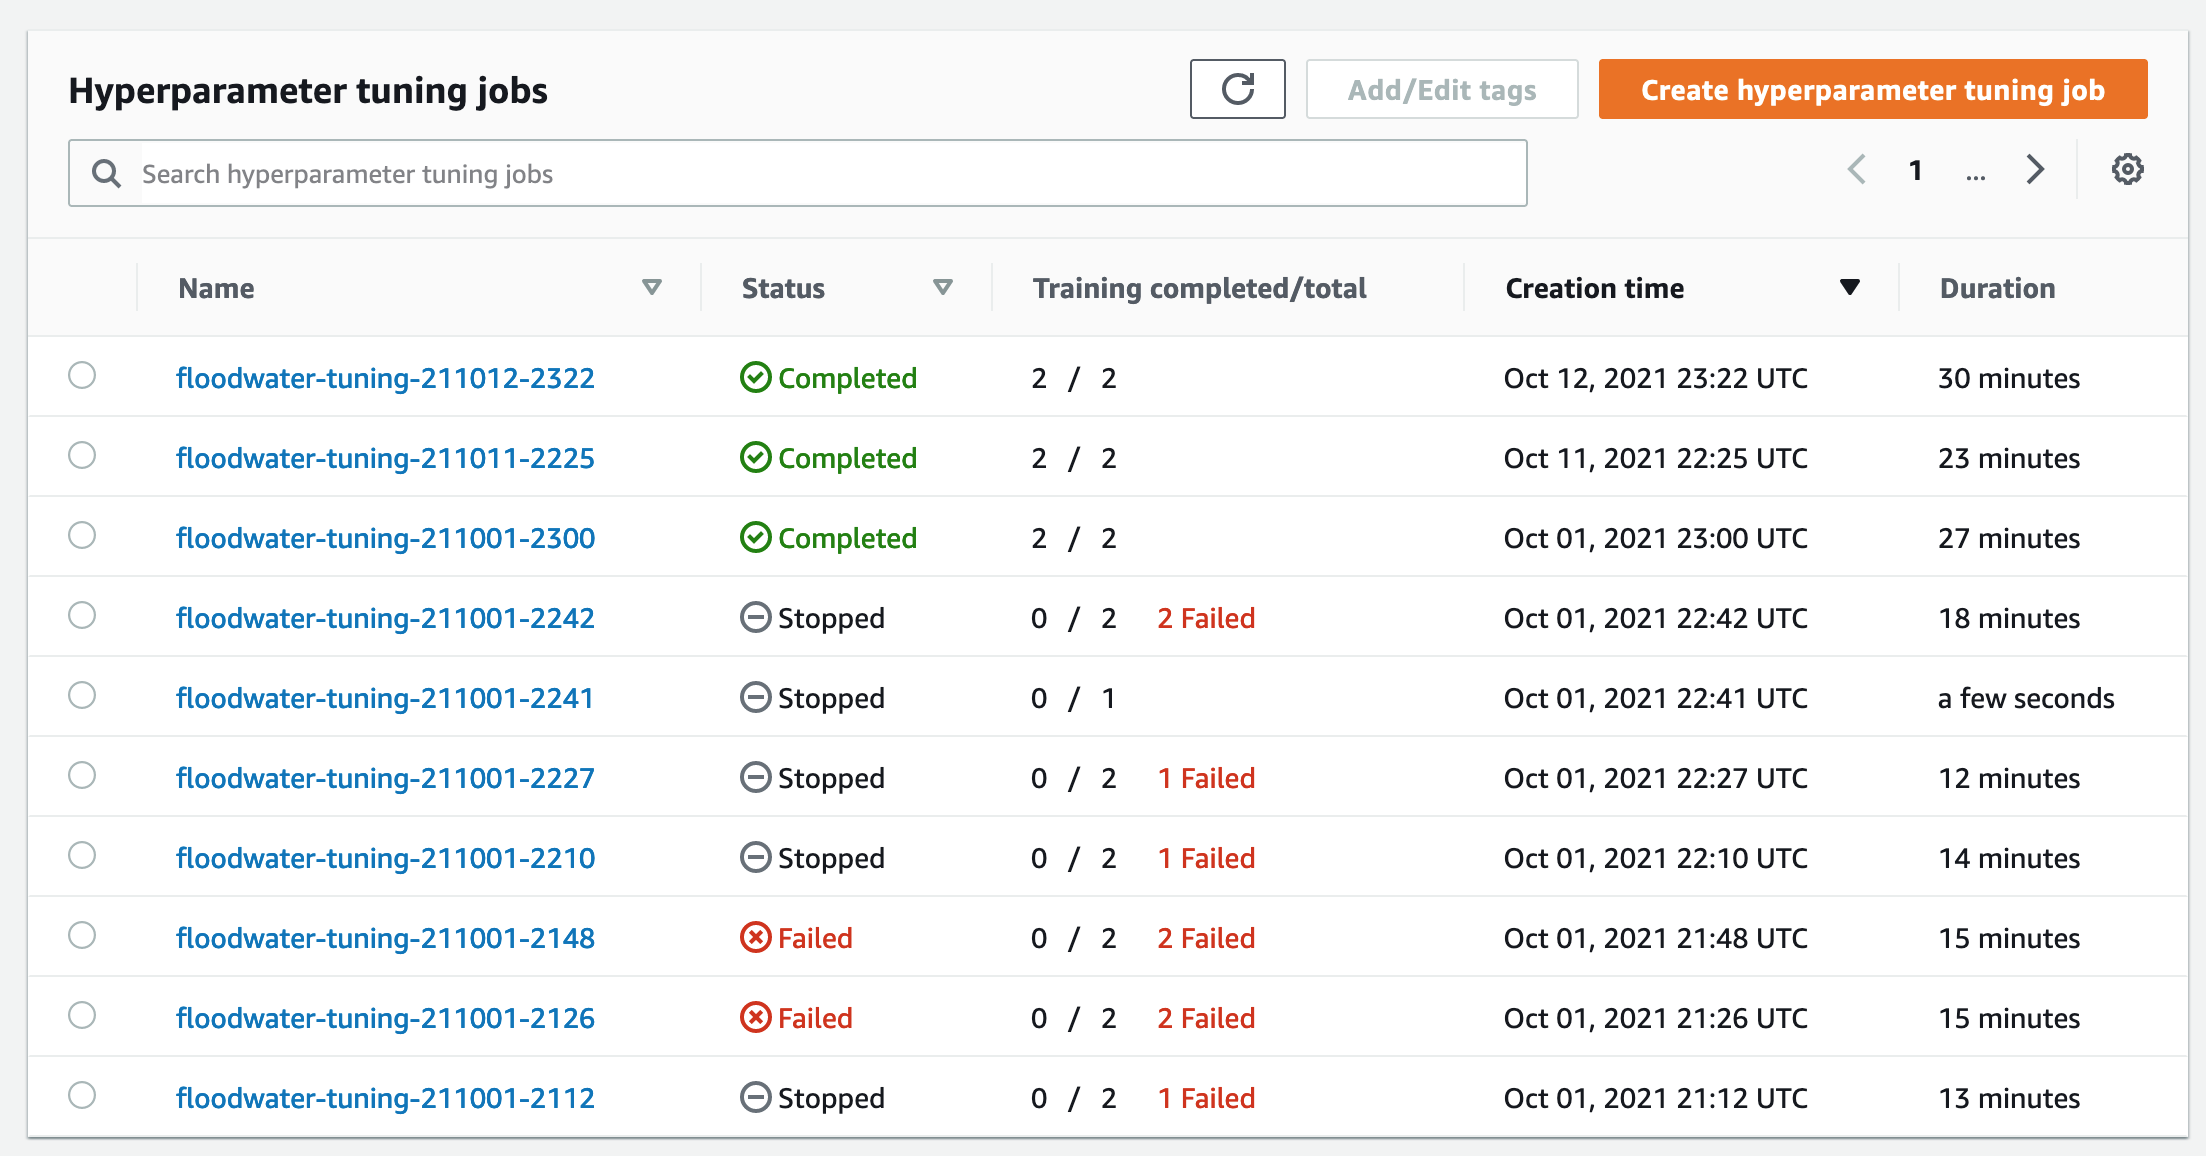 Hyperparameter tuning jobs
Add/Edit tags
Create hyperparameter tuning job
Search hyperparameter tuning jobs
1 ...
Name Status Training completed/total Creation time Duration
floodwater-tuning-211012-2322 Completed 2 / 2 Oct 12, 2021 23:22 UTC 30 minutes
floodwater-tuning-211011-2225 Completed 2 / 2 Oct 11, 2021 22:25 UTC 23 minutes
floodwater-tuning-211001-2300 Completed 2 / 2 Oct 01, 2021 23:00 UTC 27 minutes
floodwater-tuning-211001-2242 Stopped 0 / 2 2 Failed Oct 01, 2021 22:42 UTC 18 minutes
floodwater-tuning-211001-2241 Stopped 0 / 1 Oct 01, 2021 22:41 UTC a few seconds
floodwater-tuning-211001-2227 Stopped 0 / 2 1 Failed Oct 01, 2021 22:27 UTC 12 minutes
floodwater-tuning-211001-2210 Stopped 0 / 2 1 Failed Oct 01, 2021 22:10 UTC 14 minutes
floodwater-tuning-211001-2148 Failed 0 / 2 2 Failed Oct 01, 2021 21:48 UTC 15 minutes
floodwater-tuning-211001-2126 Failed 0 / 2 2 Failed Oct 01, 2021 21:26 UTC 15 minutes
floodwater-tuning-211001-2112 Stopped 0 / 2 1 Failed Oct 01, 2021 21:12 UTC 13 minutes